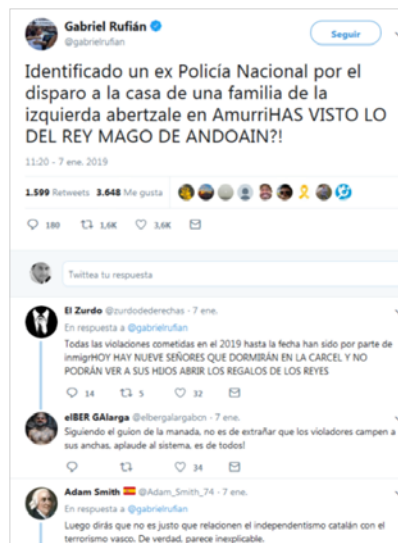 Gabriel Rufián
@gabrielrufian
Seguir
Identificado un ex Policía Nacional por el
disparo a la casa de una familia de la
izquierda abertzale en AmurriHAS VISTO LO
DEL REY MAGO DE ANDOAIN?!
11:20 - 7 ene. 2019
1.599 Retweets 3.648 Me gusta
180 1,6K 3,6K
Twittea tu respuesta
El Zurdo @zurdodederechas · 7 ene.
En respuesta a @gabrielrufian
Todas las violaciones cometidas en el 2019 hasta la fecha han sido por parte de
inmigrHOY HAY NUEVE SEÑORES QUE DORMIRÁN EN LA CARCEL Y NO
PODRÁN VER A SUS HIJOS ABRIR LOS REGALOS DE LOS REYES
14 5 32
elBER GAlarga @elbergalargabcn · 7 ene.
Siguiendo el guion de la manada, no es de extrañar que los violadores campen a
sus anchas, aplaude al sistema, es de todos!
34
Adam Smith @Adam_Smith_74 · 7 ene.
En respuesta a @gabrielrufian
Luego dirás que no es justo que relacionen el independentismo catalán con el
terrorismo vasco. De verdad, parece inexplicable.